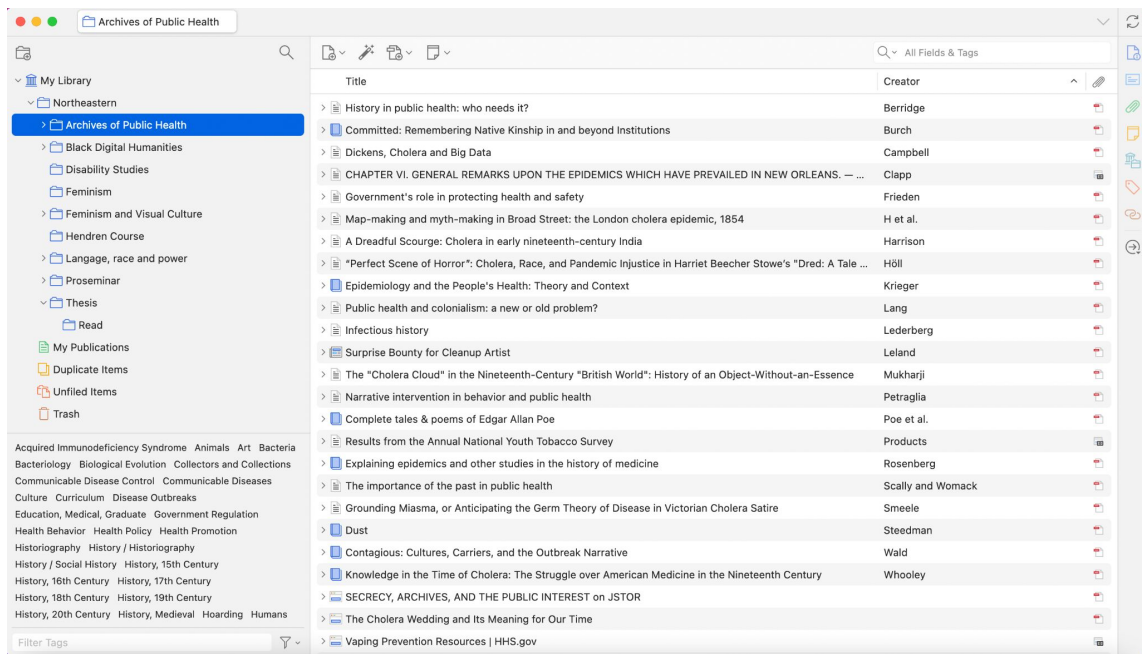 Archives of Public Health
All Fields & Tags
My Library
Northeastern
Archives of Public Health
Black Digital Humanities
Disability Studies
Feminism
Feminism and Visual Culture
Hendren Course
Langage, race and power
Proseminar
Thesis
Read
My Publications
Duplicate Items
Unfiled Items
Trash
Acquired Immunodeficiency Syndrome Animals Art Bacteria
Bacteriology Biological Evolution Collectors and Collections
Communicable Disease Control Communicable Diseases
Culture Curriculum Disease Outbreaks
Education, Medical, Graduate Government Regulation
Health Behavior Health Policy Health Promotion
Historiography History / Historiography
History / Social History History, 15th Century
History, 16th Century History, 17th Century
History, 18th Century History, 19th Century
History, 20th Century History, Medieval Hoarding Humans
Filter Tags
Title Creator
History in public health: who needs it? Berridge
Committed: Remembering Native Kinship in and beyond Institutions Burch
Dickens, Cholera and Big Data Campbell
CHAPTER VI. GENERAL REMARKS UPON THE EPIDEMICS WHICH HAVE PREVAILED IN NEW ORLEANS. — ... Clapp
Government's role in protecting health and safety Frieden
Map-making and myth-making in Broad Street: the London cholera epidemic, 1854 H et al.
A Dreadful Scourge: Cholera in early nineteenth-century India Harrison
“Perfect Scene of Horror”: Cholera, Race, and Pandemic Injustice in Harriet Beecher Stowe’s "Dred: A Tale ... Höll
Epidemiology and the People's Health: Theory and Context Krieger
Public health and colonialism: a new or old problem? Lang
Infectious history Lederberg
Surprise Bounty for Cleanup Artist Leland
The "Cholera Cloud" in the Nineteenth-Century "British World": History of an Object-Without-an-Essence Mukharji
Narrative intervention in behavior and public health Petraglia
Complete tales & poems of Edgar Allan Poe Poe et al.
Results from the Annual National Youth Tobacco Survey Products
Explaining epidemics and other studies in the history of medicine Rosenberg
The importance of the past in public health Scally and Womack
Grounding Miasma, or Anticipating the Germ Theory of Disease in Victorian Cholera Satire Smeele
Dust Steedman
Contagious: Cultures, Carriers, and the Outbreak Narrative Wald
Knowledge in the Time of Cholera: The Struggle over American Medicine in the Nineteenth Century Whooley
SECRECY, ARCHIVES, AND THE PUBLIC INTEREST on JSTOR
The Cholera Wedding and Its Meaning for Our Time
Vaping Prevention Resources | HHS.gov